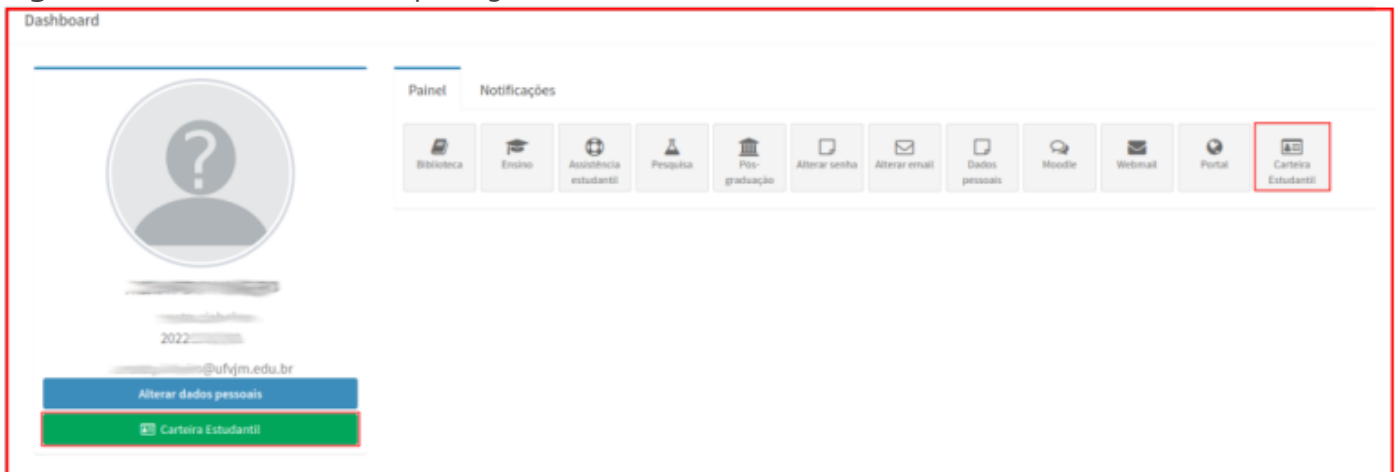 Dashboard
Painel Notificações
Biblioteca
Ensino
Assistência
estudantil
Pesquisa
Pós-
graduação
Alterar senha
Alterar email
Dados
pessoais
Moodle
Webmail
Portal
Carteira
Estudantil
2022
@ufvjm.edu.br
Alterar dados pessoais
Carteira Estudantil